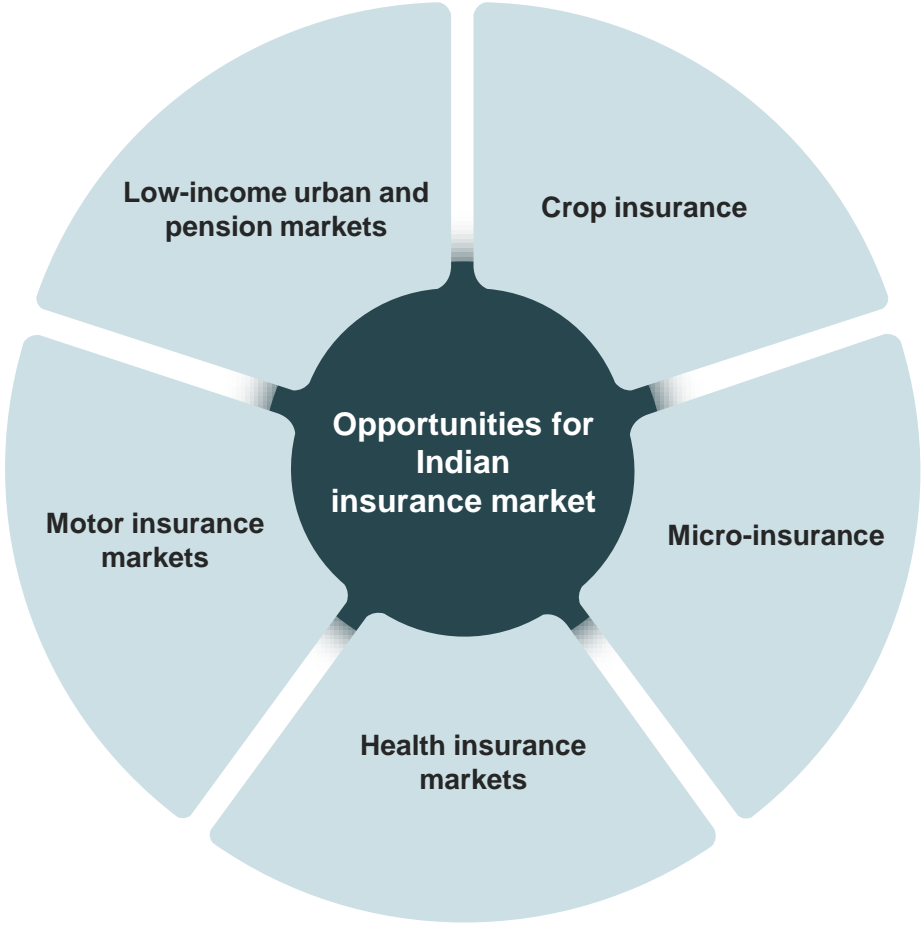 Low-income urban and
pension markets
Crop insurance
Opportunities for
Indian
insurance market
Motor insurance
markets
Micro-insurance
Health insurance
markets